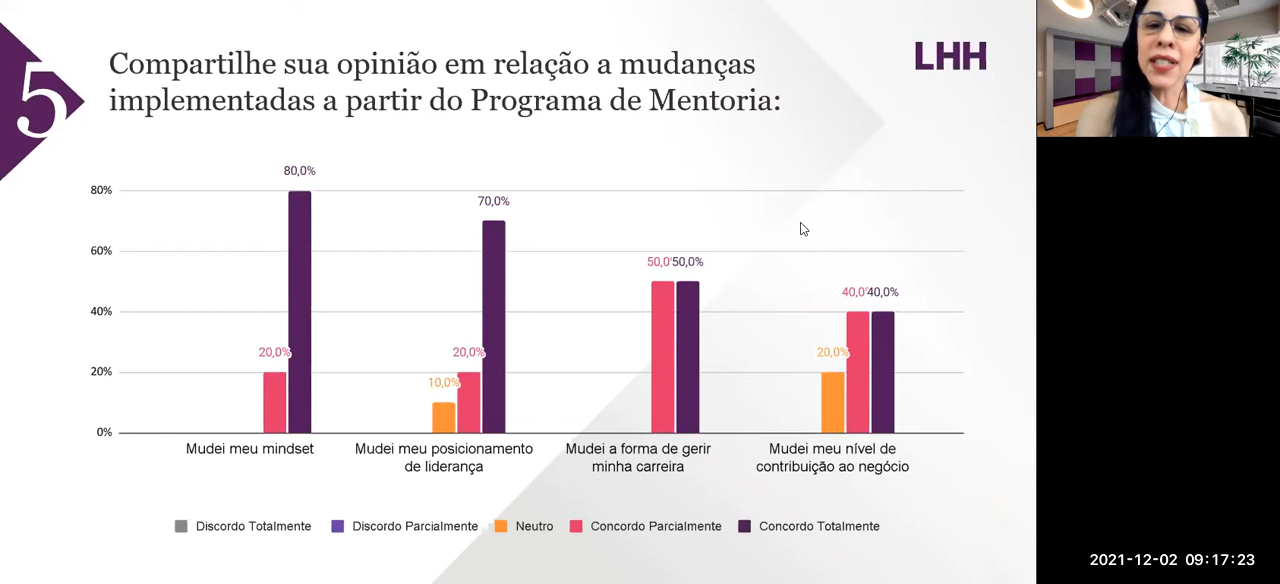 5
Compartilhe sua opinião em relação a mudanças
implementadas a partir do Programa de Mentoria:
LHH
80%
60%
40%
20%
0%
20,0%
80,0%
10,0%
20,0%
70,0%
50,0
50,0%
20,0%
40,0
40,0%
Mudei meu mindset
Mudei meu posicionamento
de liderança
Mudei a forma de gerir
minha carreira
Mudei meu nível de
contribuição ao negócio
Discordo Totalmente
Discordo Parcialmente
Neutro
Concordo Parcialmente
Concordo Totalmente
2021-12-02 09:17:23